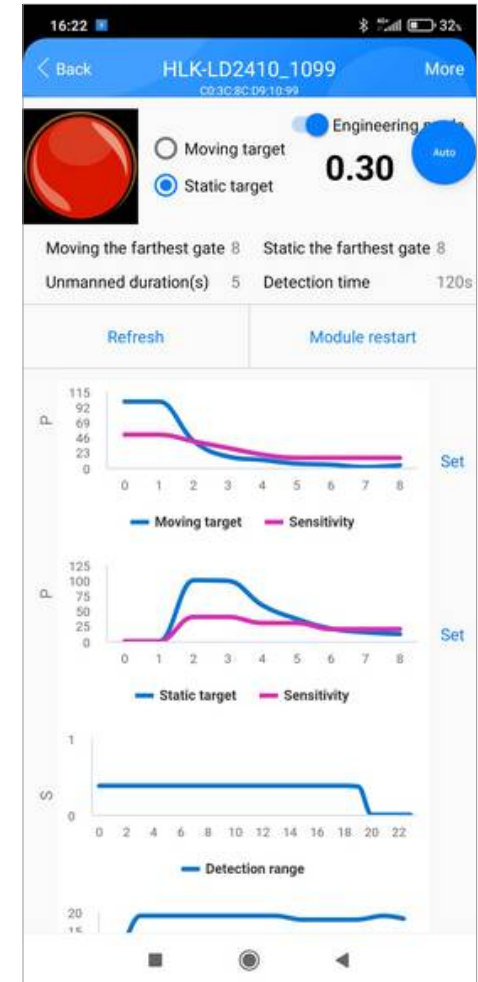 16:22 32%
Back HLK-LD2410_1099 More
C0:3C:8C:D9:10:99
Engineering
Moving target
Auto
0.30
Static target
Moving the farthest gate 8 Static the farthest gate 8
Unmanned duration(s) 5 Detection time 120s
Refresh Module restart
115
92
P 69
46
23 Set
0
0 1 2 3 4 5 6 7 8
Moving target Sensitivity
125
100
P 75
50
25 Set
0
0 1 2 3 4 5 6 7 8
Static target Sensitivity
1
S
0
0 2 4 6 8 10 12 14 16 18 20 22
Detection range
20
15